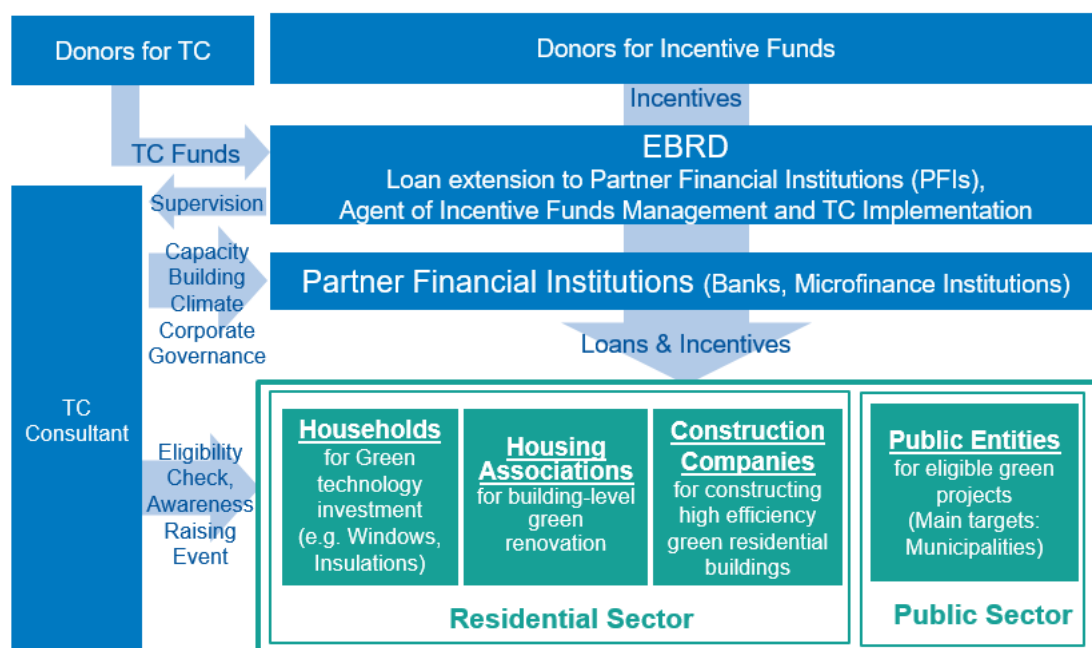 Donors for TC
Donors for Incentive Funds
Incentives
TC Funds
EBRD
Loan extension to Partner Financial Institutions (PFIs),
Agent of Incentive Funds Management and TC Implementation
Supervision
Capacity
Building
Climate
Corporate
Governance
Partner Financial Institutions (Banks, Microfinance Institutions)
Loans & Incentives
TC
Consultant
Eligibility
Check,
Awareness
Raising
Event
Households
for Green
technology
investment
(e.g. Windows,
Insulations)
Housing
Associations
for building-level
green
renovation
Construction
Companies
for constructing
high efficiency
green residential
buildings
Public Entities
for eligible green
projects
(Main targets:
Municipalities)
Residential Sector
Public Sector